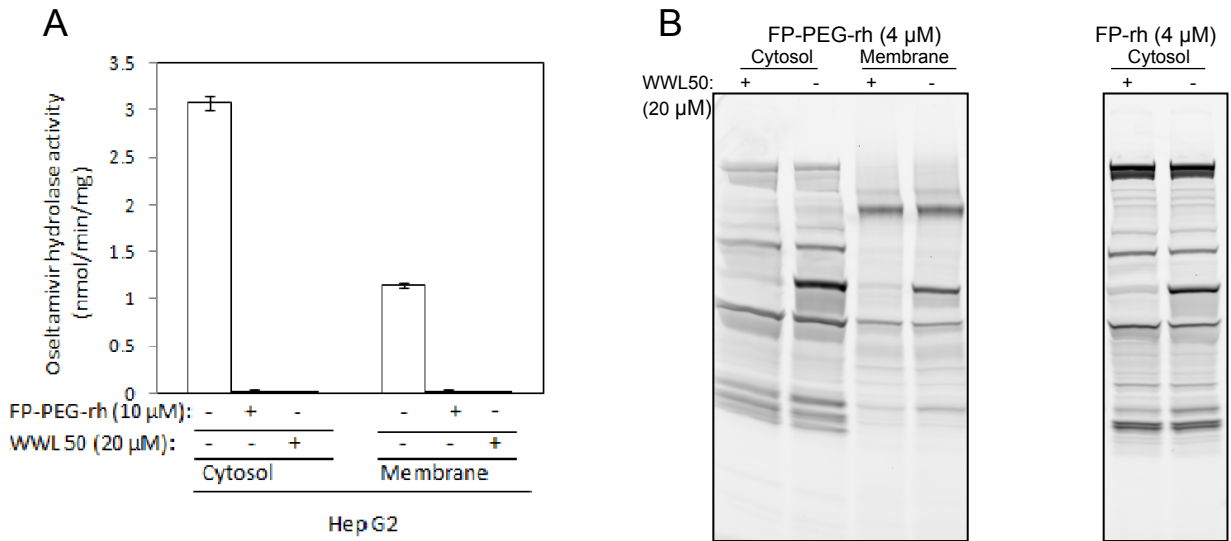 A
Oseltamivir hydrolase activity
(nmol/min/mg)
3.5
3
2.5
2
1.5
1
0.5
0
FP-PEG-rh (10 µM): - + - - + -
WWL50 (20 µM): - - + - - +
Cytosol Membrane
Hep G2
B
FP-PEG-rh (4 µM)
Cytosol Membrane
WWL50: + - + -
(20 µM)
FP-rh (4 µM)
Cytosol
+ -